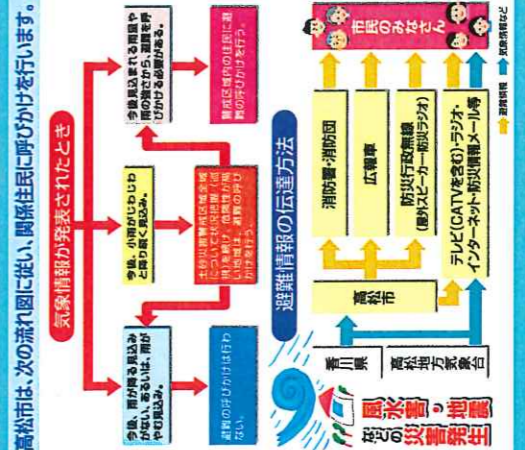 高松市は、次の流れ図に従い、関係住民に呼びかけを行います。
気象情報が発表されたとき
今後、雨が降る見込み
がない、あるいは、雨が
やむ見込み。
避難の呼びかけは行わ
ない。
今後、小雨がじわじわ
と降り続く見込み。
土砂災害警戒区域全域
について状況把握(巡
視)を続け、危険性が高
い地域は、避難の呼び
かけを行う。
今後見込まれる雨量や
雨の強さから、避難を呼
びかける必要がある。
警戒区域内の住民に避
難の呼びかけを行う。
避難情報の伝達方法
風水害・地震
などの災害発生
香川県
高松地方気象台
高松市
消防署・消防団
広報車
防災行政無線
(屋外スピーカー・防災ラジオ)
テレビ(CATVを含む)・ラジオ・
インターネット・防災情報メール等
市民のみなさん
避難情報
気象情報など